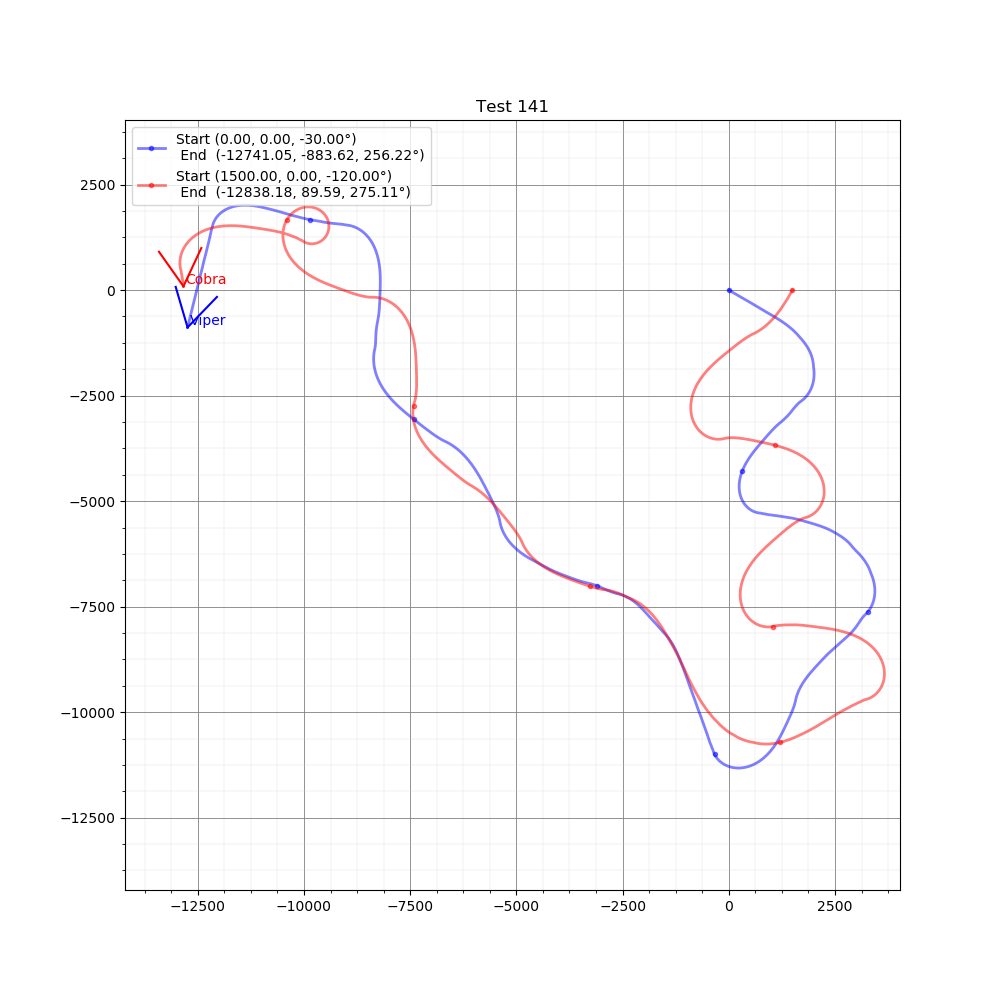 Test 141
Start (0.00, 0.00, -30.00°)
End (-12741.05, -883.62, 256.22°)
Start (1500.00, 0.00, -120.00°)
End (-12838.18, 89.59, 275.11°)
2500
0
−2500
−5000
−7500
−10000
−12500
Cobra
Viper
−12500 −10000 −7500 −5000 −2500 0 2500